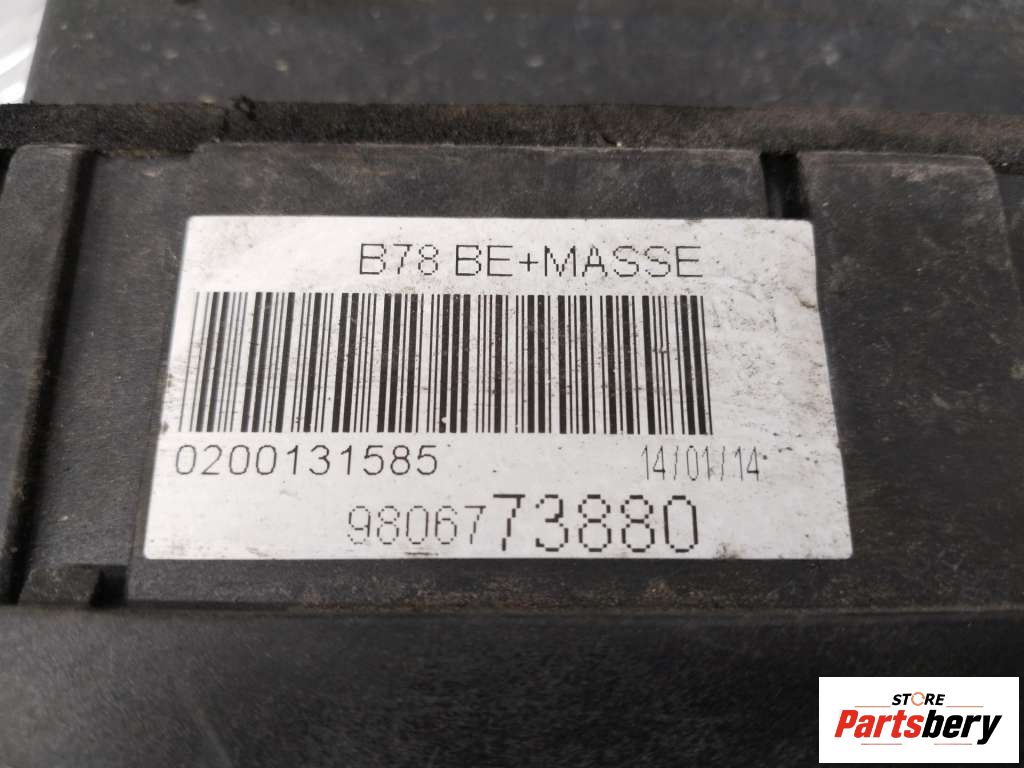 B78 BE+MASSE
0200131585
14/01/14
9806773880
STORE
Partsbery